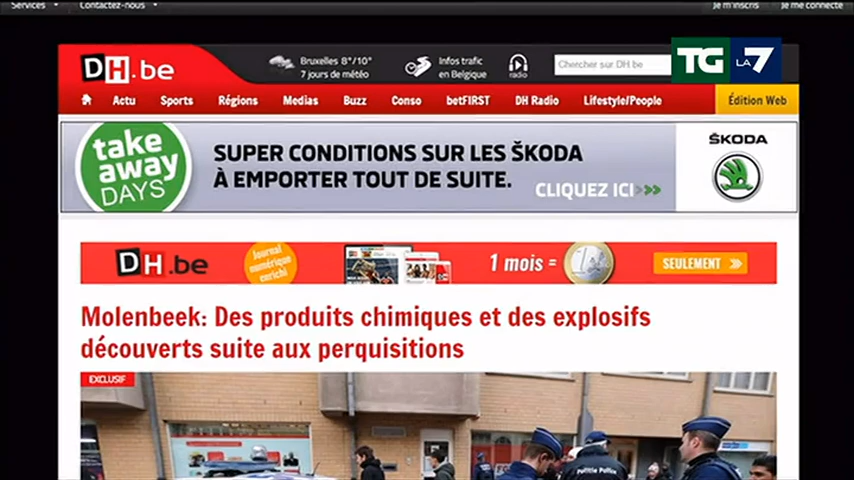 Services
Contactez-nous
Je m'inscris
Je me connecte
DH.be
Bruxelles 8°/10°
7 jours de météo
Infos trafic
en Belgique
radio
Chercher sur DH.be
TG LA 7
Actu Sports Régions Medias Buzz Conso betFIRST DH Radio Lifestyle/People Édition Web
take
away
DAYS
SUPER CONDITIONS SUR LES ŠKODA
À EMPORTER TOUT DE SUITE.
CLIQUEZ ICI >>>
ŠKODA
DH.be
Journal
numérique
enrichi
1 mois = 1
SEULEMENT
Molenbeek: Des produits chimiques et des explosifs
découverts suite aux perquisitions
EXCLUSIF
Politie Police